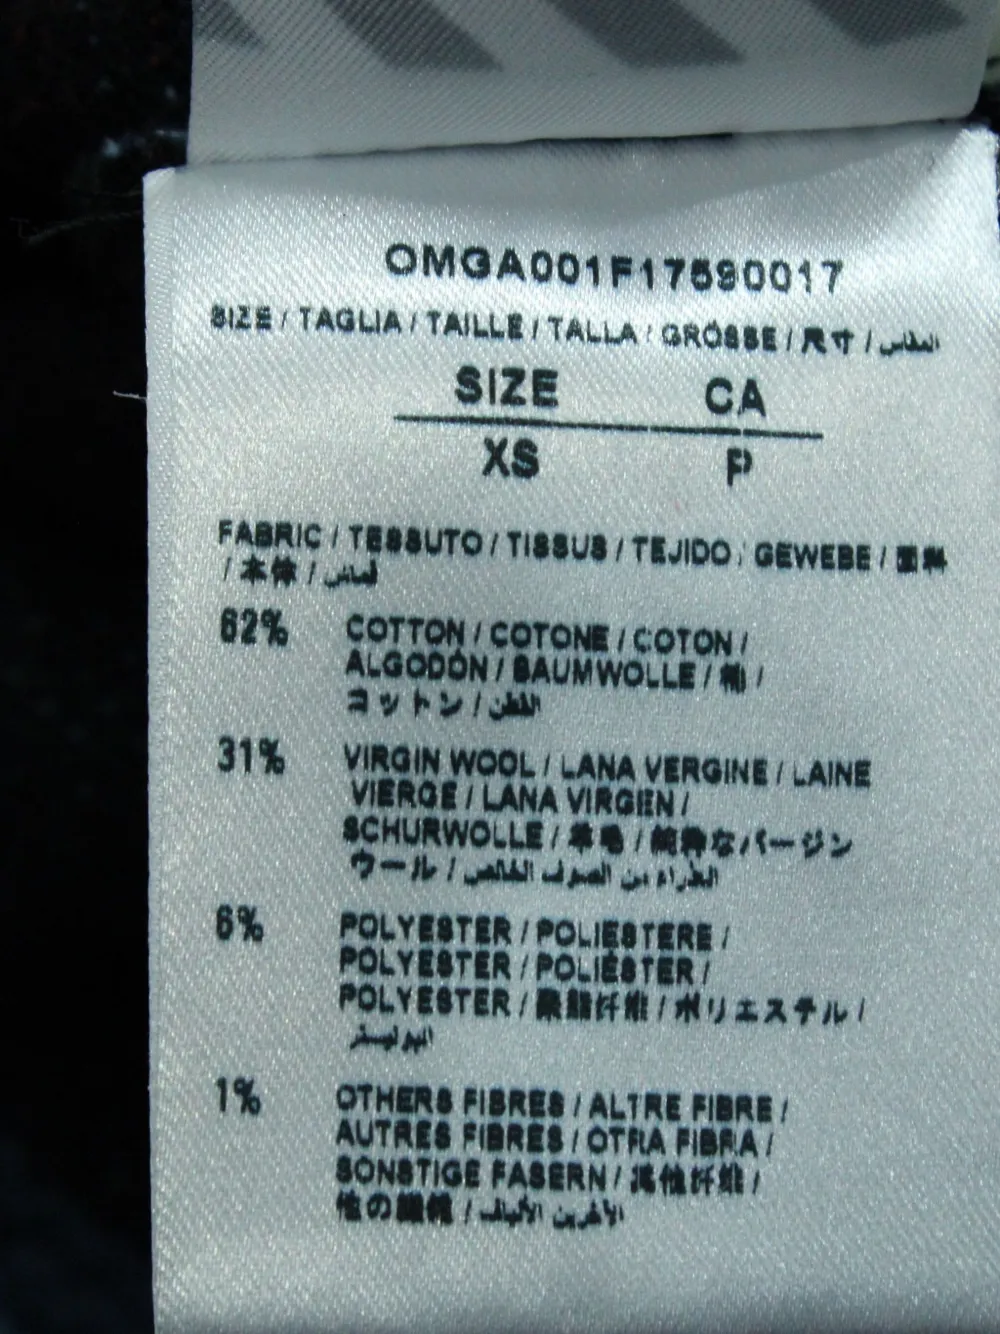 OMGA001F17590017
SIZE / TAGLIA / TAILLE / TALLA / GRÖSSE / 尺寸 / المقاس
SIZE CA
XS P
FABRIC / TESSUTO / TISSUS / TEJIDO / GEWEBE / 面料
/ 本体 / قماش
62% COTTON / COTONE / COTON /
ALGODÓN / BAUMWOLLE / 棉 /
コットン / القطن
31% VIRGIN WOOL / LANA VERGINE / LAINE
VIERGE / LANA VIRGEN /
SCHURWOLLE / 羊毛 / 純粋なバージン
ウール / العذراء من الصوف الخالص
6% POLYESTER / POLIESTERE /
POLYESTER / POLIÉSTER /
POLYESTER / 聚酯纤维 / ポリエステル /
البوليستر
1% OTHERS FIBRES / ALTRE FIBRE /
AUTRES FIBRES / OTRA FIBRA /
SONSTIGE FASERN / 其他纤维 /
他の繊維 / الآخرين الألياف